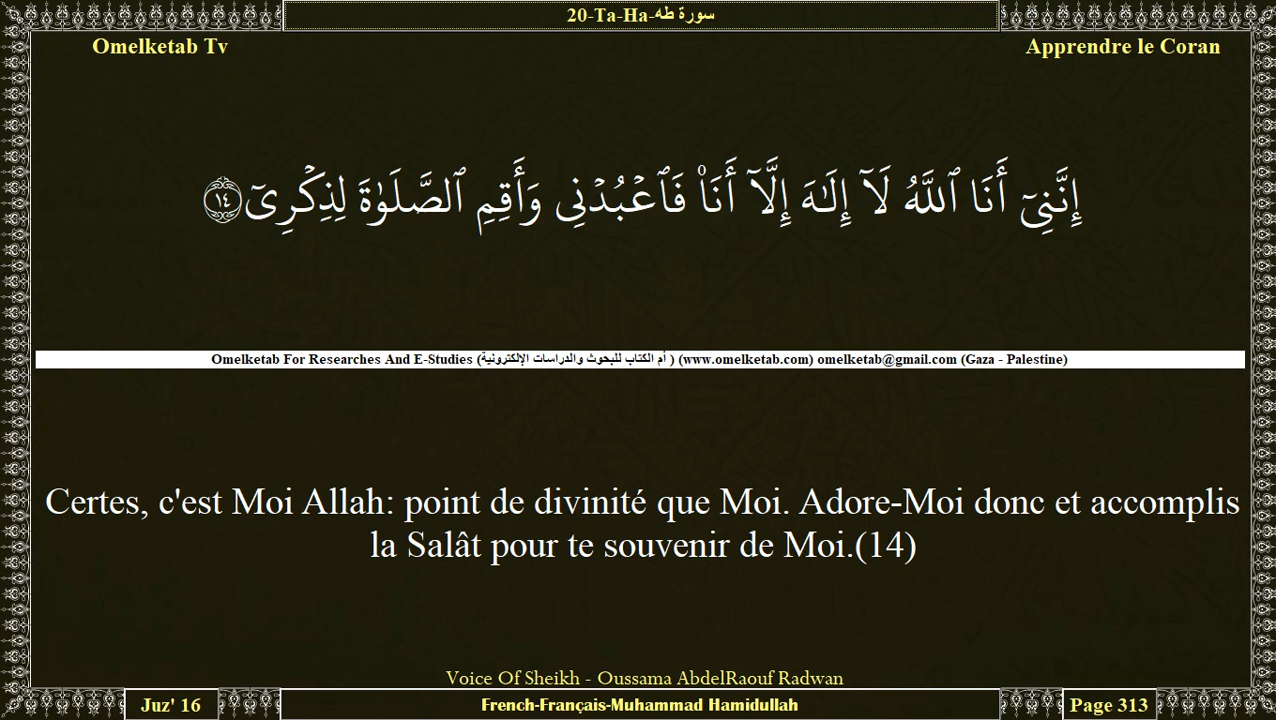 20-Ta-Ha-سورة طه
Omelketab Tv
Apprendre le Coran
إِنَّنِىٓ أَنَا ٱللَّهُ لَآ إِلَـٰهَ إِلَّآ أَنَا۠ فَٱعْبُدْنِى وَأَقِمِ ٱلصَّلَوٰةَ لِذِكْرِىٓ ١٤
Omelketab For Researches And E-Studies (أم الكتاب للبحوث والدراسات الإلكترونية ) (www.omelketab.com) omelketab@gmail.com (Gaza - Palestine)
Certes, c'est Moi Allah: point de divinité que Moi. Adore-Moi donc et accomplis
la Salât pour te souvenir de Moi.(14)
Voice Of Sheikh - Oussama AbdelRaouf Radwan
Juz' 16
French-Français-Muhammad Hamidullah
Page 313